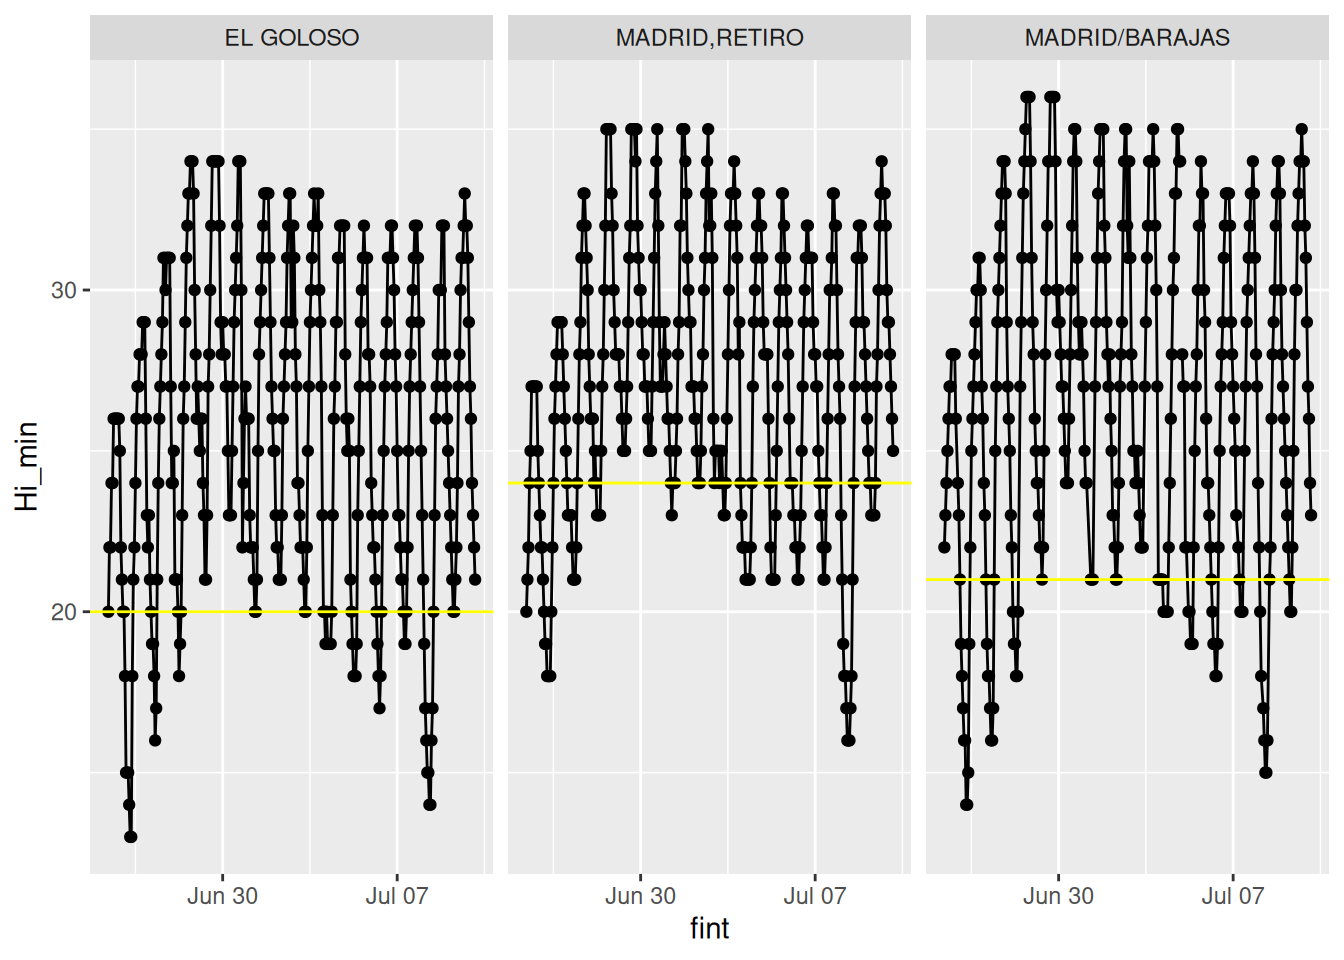 EL GOLOSO
MADRID,RETIRO
MADRID/BARAJAS
Hi_min
30
20
Jun 30
Jul 07
Jun 30
Jul 07
Jun 30
Jul 07
fint